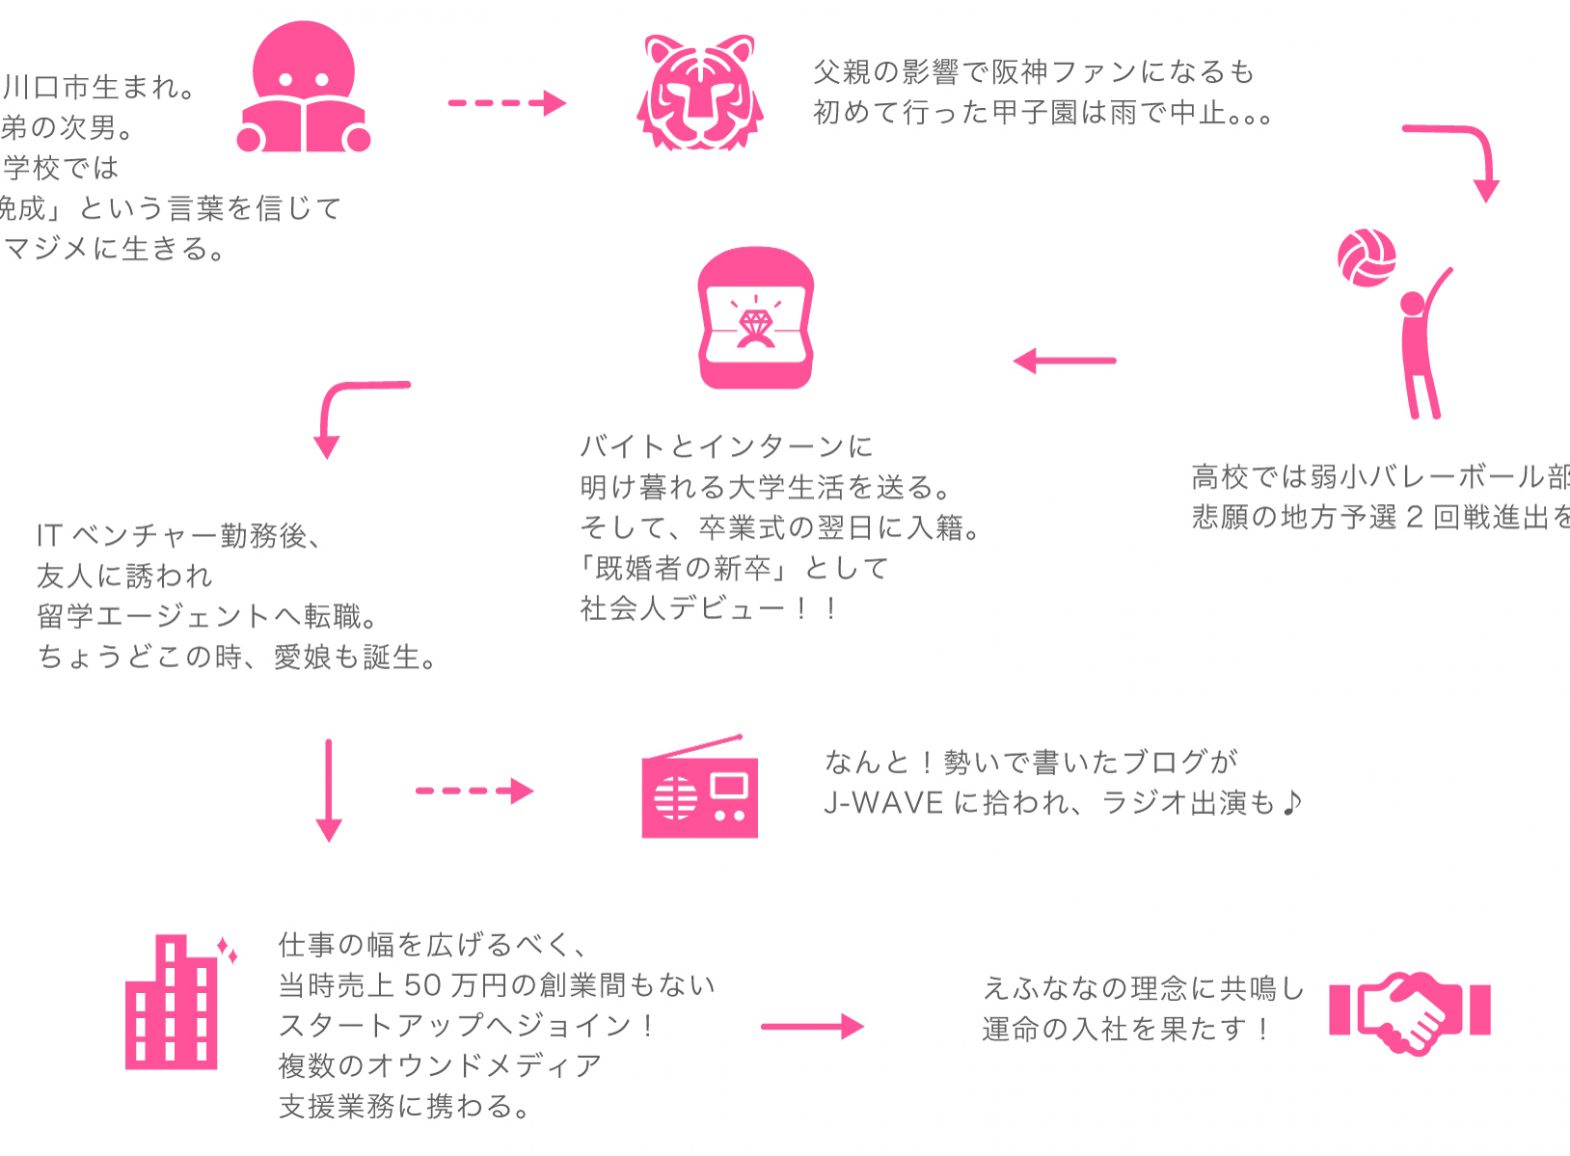 川口市生まれ。
弟の次男。
学校では
晩成」という言葉を信じて
マジメに生きる。
父親の影響で阪神ファンになるも
初めて行った甲子園は雨で中止。。。
高校では弱小バレーボール部
悲願の地方予選2回戦進出を
バイトとインターンに
明け暮れる大学生活を送る。
そして、卒業式の翌日に入籍。
「既婚者の新卒」として
社会人デビュー！！
ITベンチャー勤務後、
友人に誘われ
留学エージェントへ転職。
ちょうどこの時、愛娘も誕生。
なんと！勢いで書いたブログが
J-WAVEに拾われ、ラジオ出演も♪
仕事の幅を広げるべく、
当時売上50万円の創業間もない
スタートアップへジョイン！
複数のオウンドメディア
支援業務に携わる。
えふななの理念に共鳴し
運命の入社を果たす！